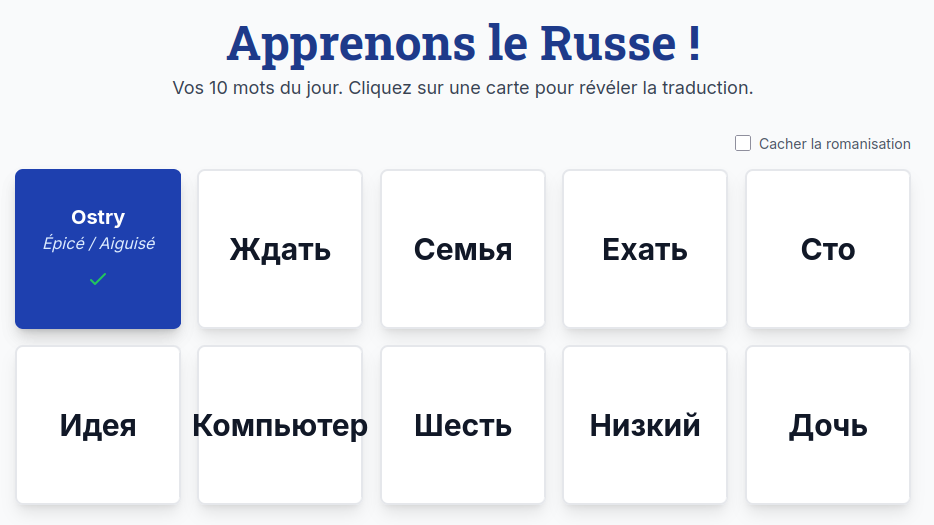 Apprenons le Russe !
Vos 10 mots du jour. Cliquez sur une carte pour révéler la traduction.
Cacher la romanisation
Ostry
Épicé / Aiguisé
Ждать
Семья
Ехать
Сто
Идея
Компьютер
Шесть
Низкий
Дочь